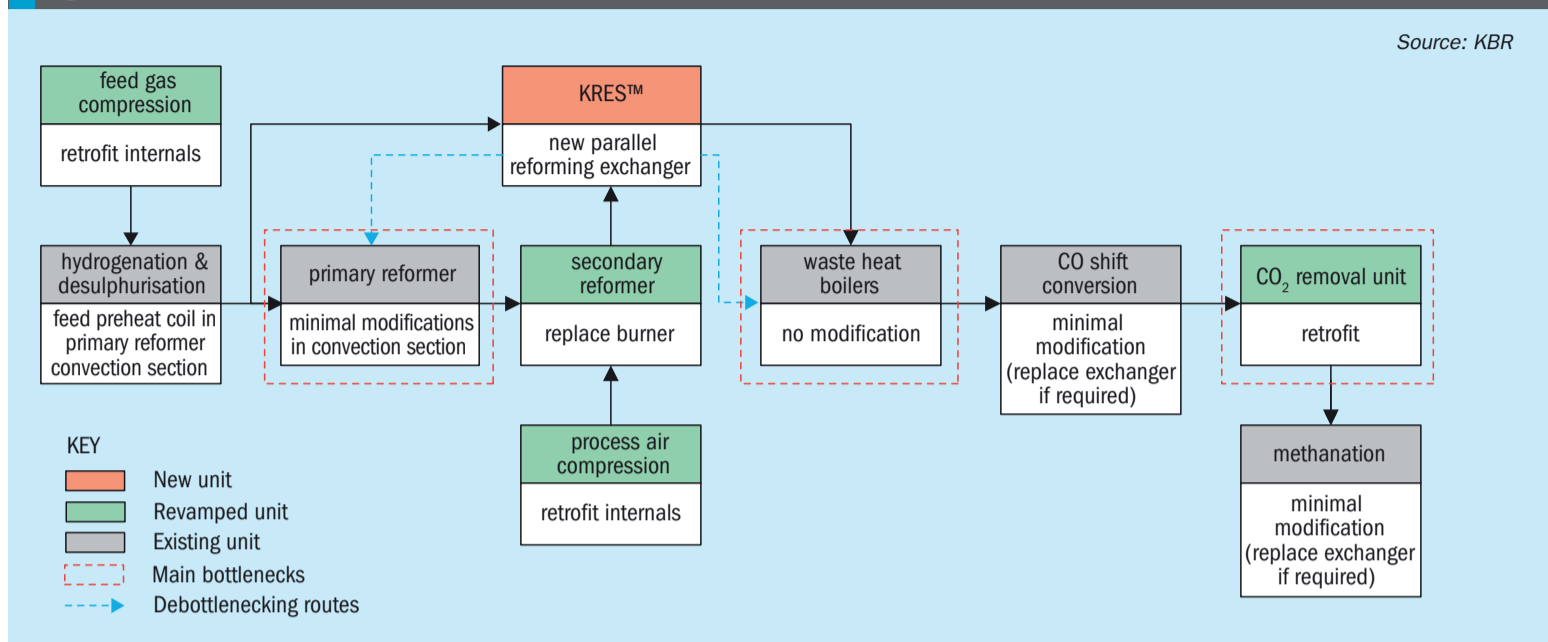 Source: KBR
feed gas
compression
retrofit internals
KRES™
new parallel
reforming exchanger
hydrogenation &
desulphurisation
feed preheat coil in
primary reformer
convection section
primary reformer
minimal modifications
in convection section
secondary
reformer
replace burner
waste heat
boilers
no modification
CO shift
conversion
minimal
modification
(replace exchanger
if required)
CO₂ removal unit
retrofit
process air
compression
retrofit internals
methanation
minimal
modification
(replace exchanger
if required)
KEY
New unit
Revamped unit
Existing unit
Main bottlenecks
Debottlenecking routes